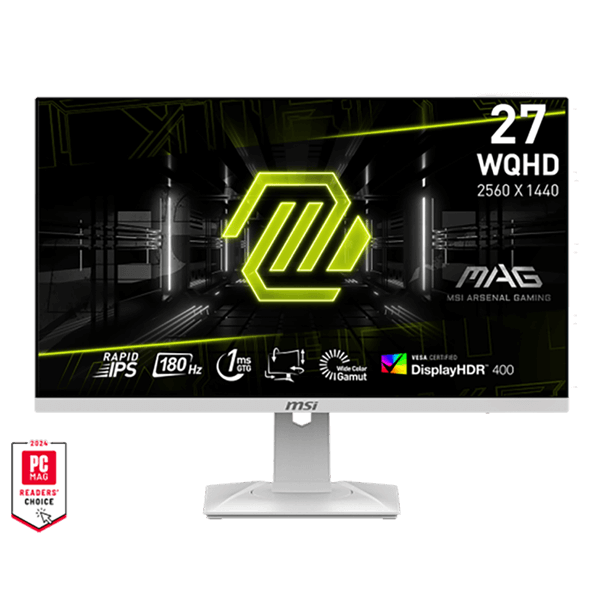 27
WQHD
2560 X 1440
MAG
MSI ARSENAL GAMING
RAPID
IPS
180Hz
1ms
GTG
Wide Color
Gamut
VESA CERTIFIED
DisplayHDR 400
msi
2024
PC
MAG
READERS'
CHOICE